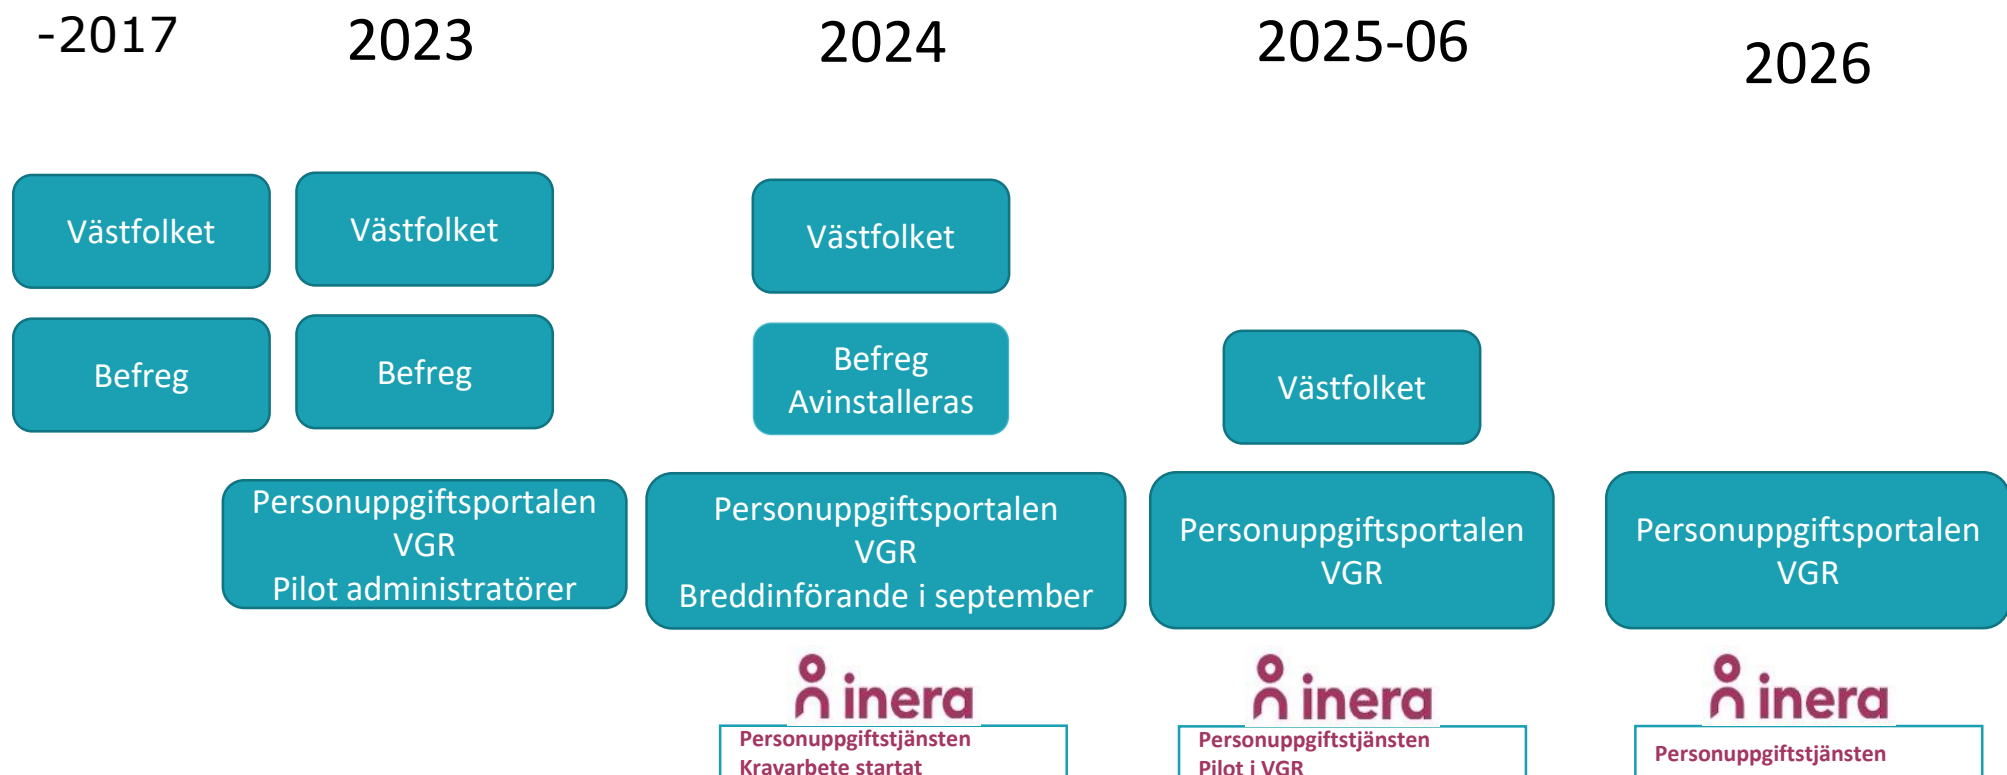 -2017
2023
2024
2025-06
2026
Västfolket
Västfolket
Västfolket
Befreg
Befreg
Befreg
Avinstalleras
Västfolket
Personuppgiftsportalen
VGR
Pilot administratörer
Personuppgiftsportalen
VGR
Breddinförande i september
Personuppgiftsportalen
VGR
Personuppgiftsportalen
VGR
inera
Personuppgiftstjänsten
Kravarbete startat
inera
Personuppgiftstjänsten
Pilot i VGR
inera
Personuppgiftstjänsten